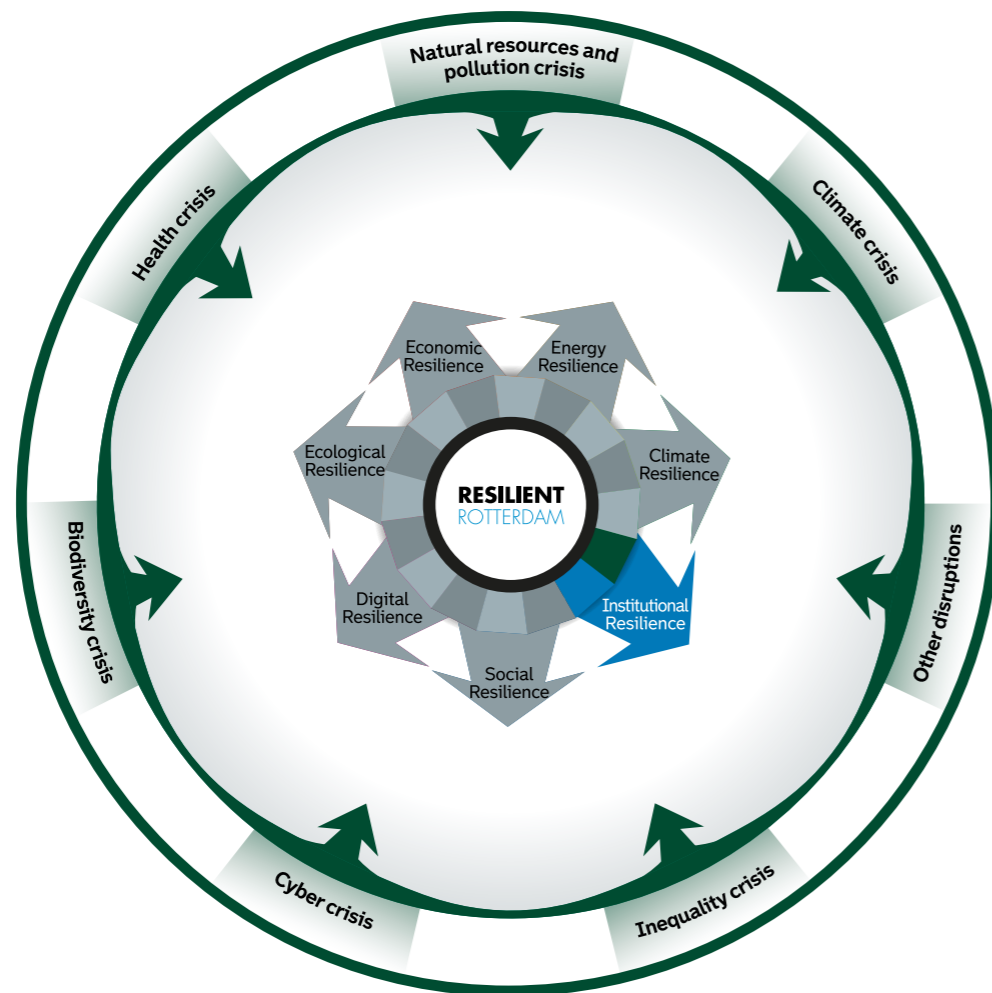 Natural resources and
pollution crisis
Climate crisis
Other disruptions
Inequality crisis
Cyber crisis
Biodiversity crisis
Health crisis
Economic
Resilience
Energy
Resilience
Climate
Resilience
Institutional
Resilience
Social
Resilience
Digital
Resilience
Ecological
Resilience
RESILIENT
ROTTERDAM